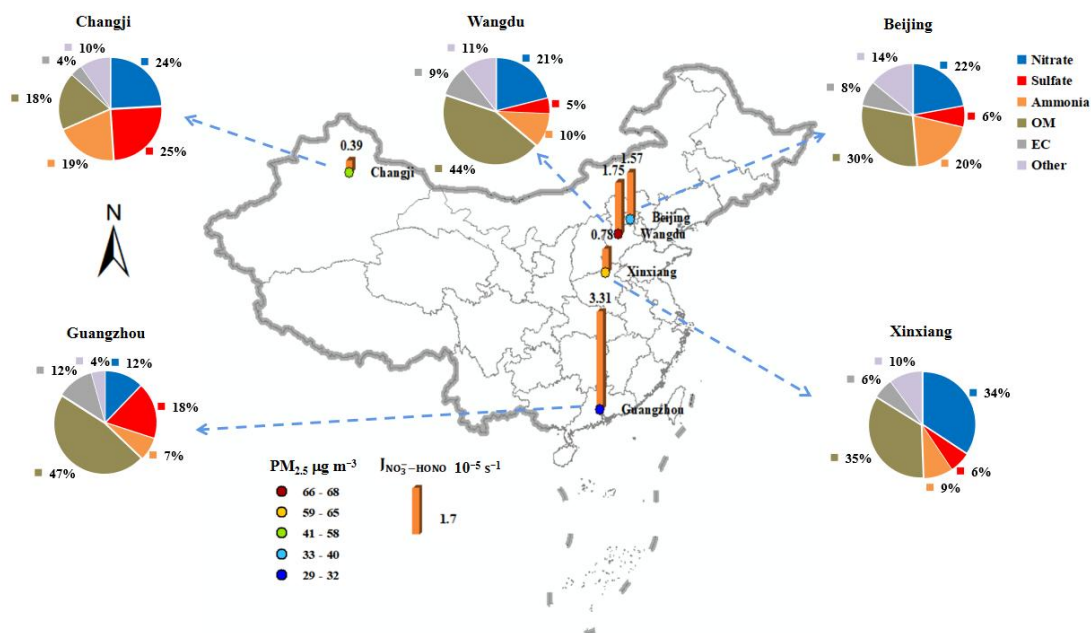 Changji
10%
4%
24%
18%
19%
25%
Wangdu
11%
21%
9%
5%
10%
44%
Beijing
14%
22%
8%
6%
30%
20%
Nitrate
Sulfate
Ammonia
OM
EC
Other
N
0.39
Changji
1.57
1.75
Beijing
Wangdu
0.78
Xinxiang
3.31
Guangzhou
Guangzhou
4%
12%
12%
18%
7%
47%
Xinxiang
10%
6%
34%
35%
6%
9%
PM2.5 µg m⁻³
66 - 68
59 - 65
41 - 58
33 - 40
29 - 32
J NO₃⁻−HONO 10⁻⁵ s⁻¹
1.7